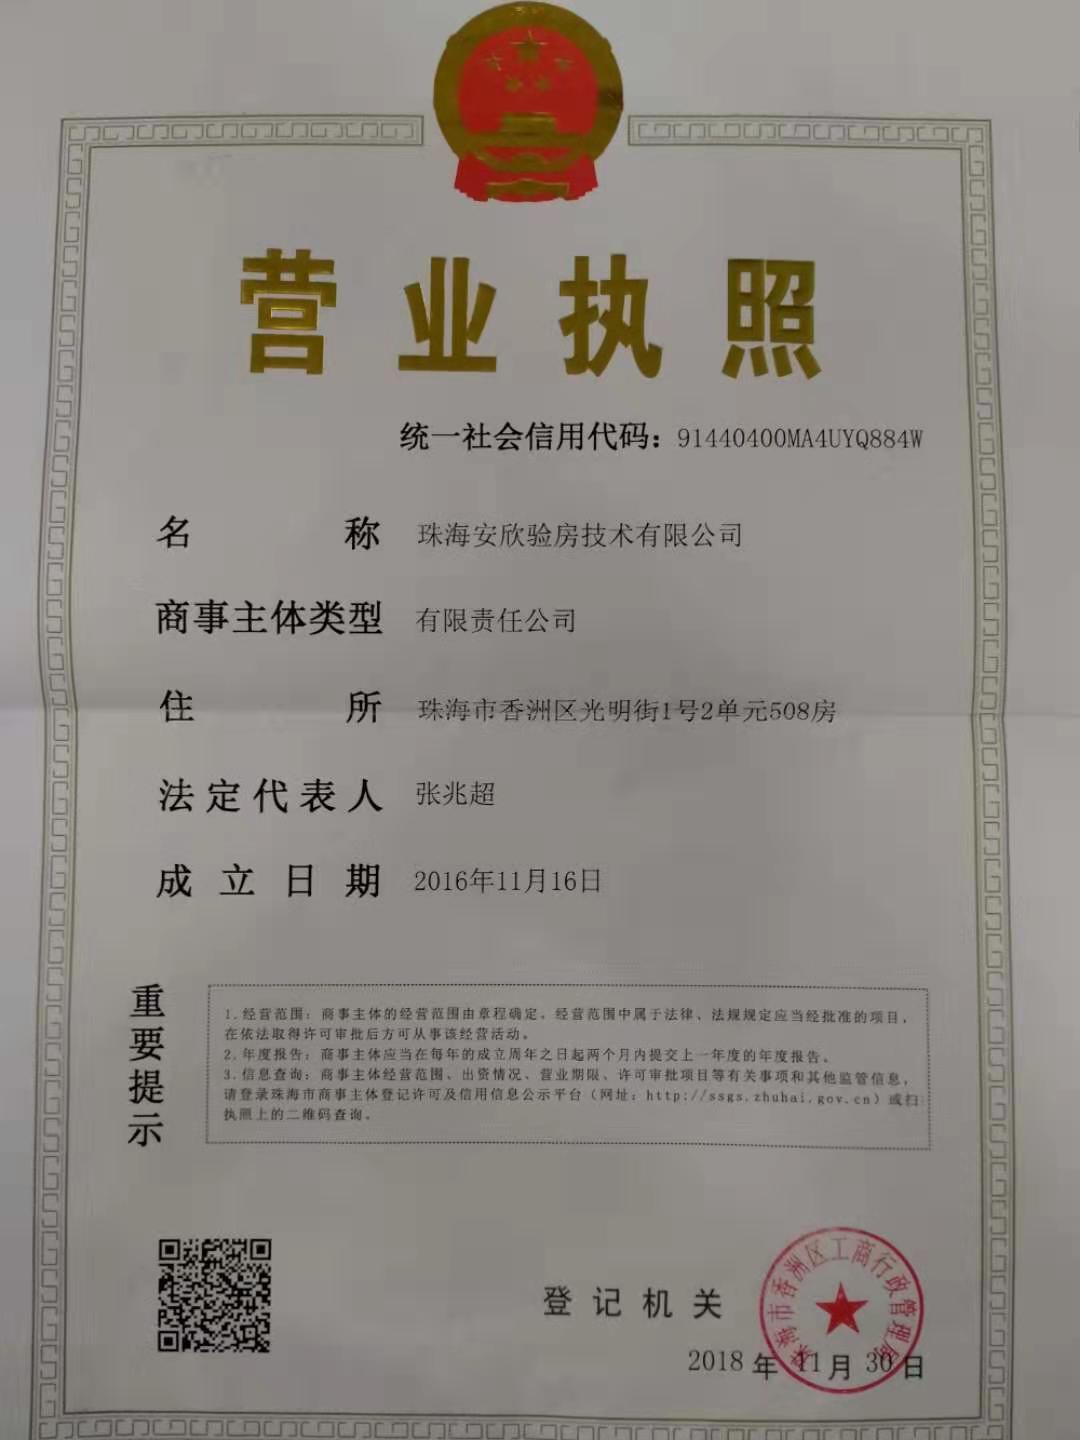 营业执照
统一社会信用代码：91440400MA4UYQ884W
名称 珠海安欣验房技术有限公司
商事主体类型 有限责任公司
住所 珠海市香洲区光明街1号2单元508房
法定代表人 张兆超
成立日期 2016年11月16日
重要提示
1.经营范围：商事主体的经营范围由章程确定。经营范围中属于法律、法规规定应当经批准的项目，
在依法取得许可审批后方可从事该经营活动。
2.年度报告：商事主体应当在每年的成立周年之日起两个月内提交上一年度的年度报告。
3.信息查询：商事主体经营范围、出资情况、营业期限、许可审批项目等有关事项和其他监管信息，
请登录珠海市商事主体登记许可及信用信息公示平台（网址：http://ssgs.zhuhai.gov.cn）或扫
执照上的二维码查询。
登记机关
珠海市香洲区工商行政管理局
2018年11月30日